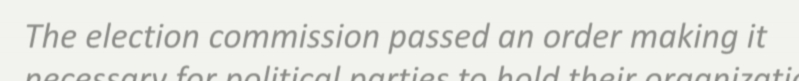 The election commission passed an order making it
necessary for political parties to hold their